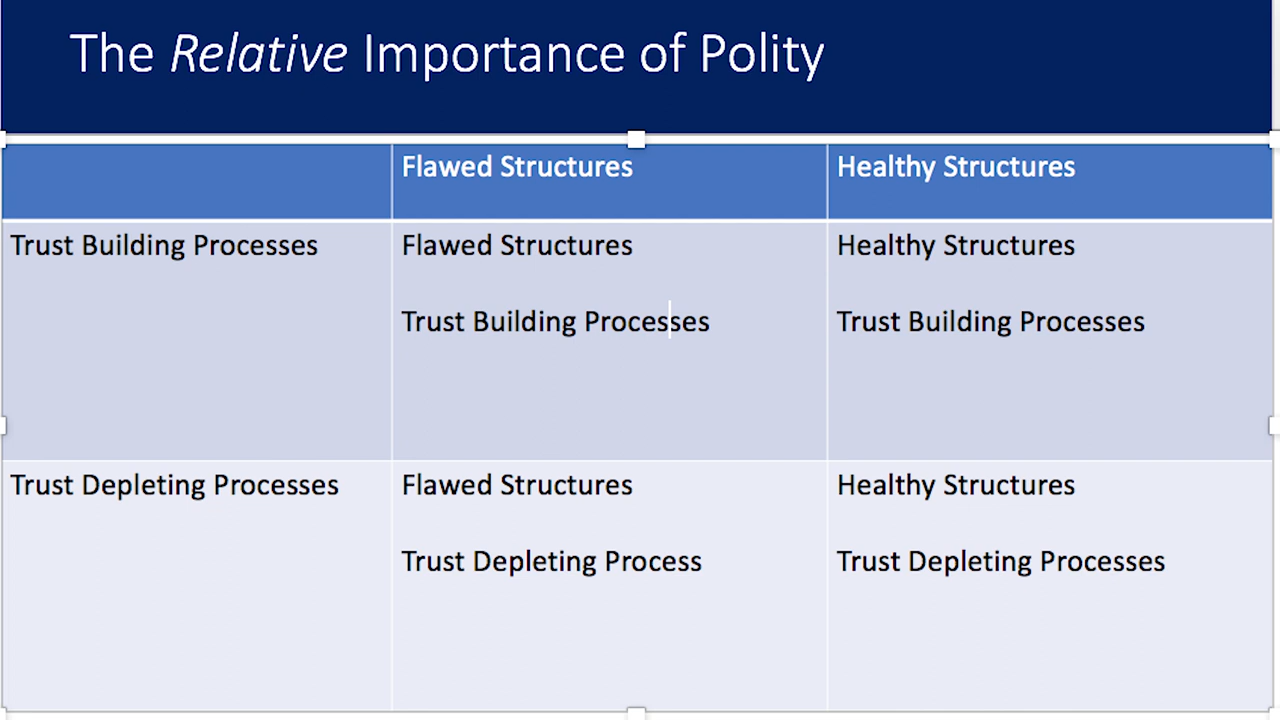 The Relative Importance of Polity
Flawed Structures
Healthy Structures
Trust Building Processes
Flawed Structures
Trust Building Processes
Healthy Structures
Trust Building Processes
Trust Depleting Processes
Flawed Structures
Trust Depleting Process
Healthy Structures
Trust Depleting Processes